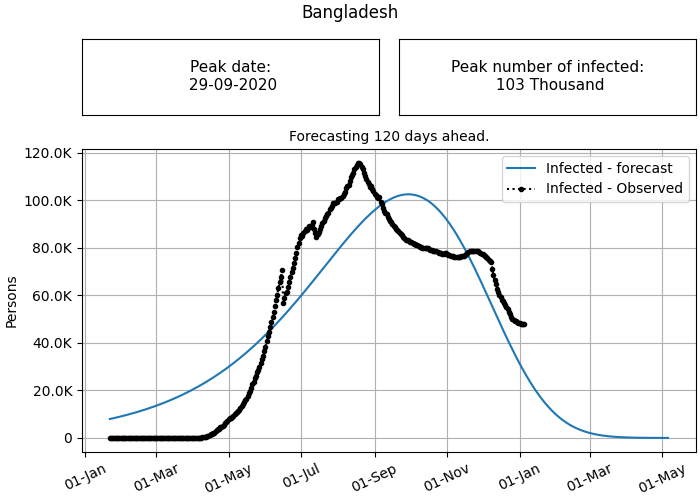 Bangladesh
Peak date:
29-09-2020
Peak number of infected:
103 Thousand
Forecasting 120 days ahead.
Infected - forecast
Infected - Observed
120.0K
100.0K
80.0K
60.0K
40.0K
20.0K
0
Persons
01-Jan
01-Mar
01-May
01-Jul
01-Sep
01-Nov
01-Jan
01-Mar
01-May